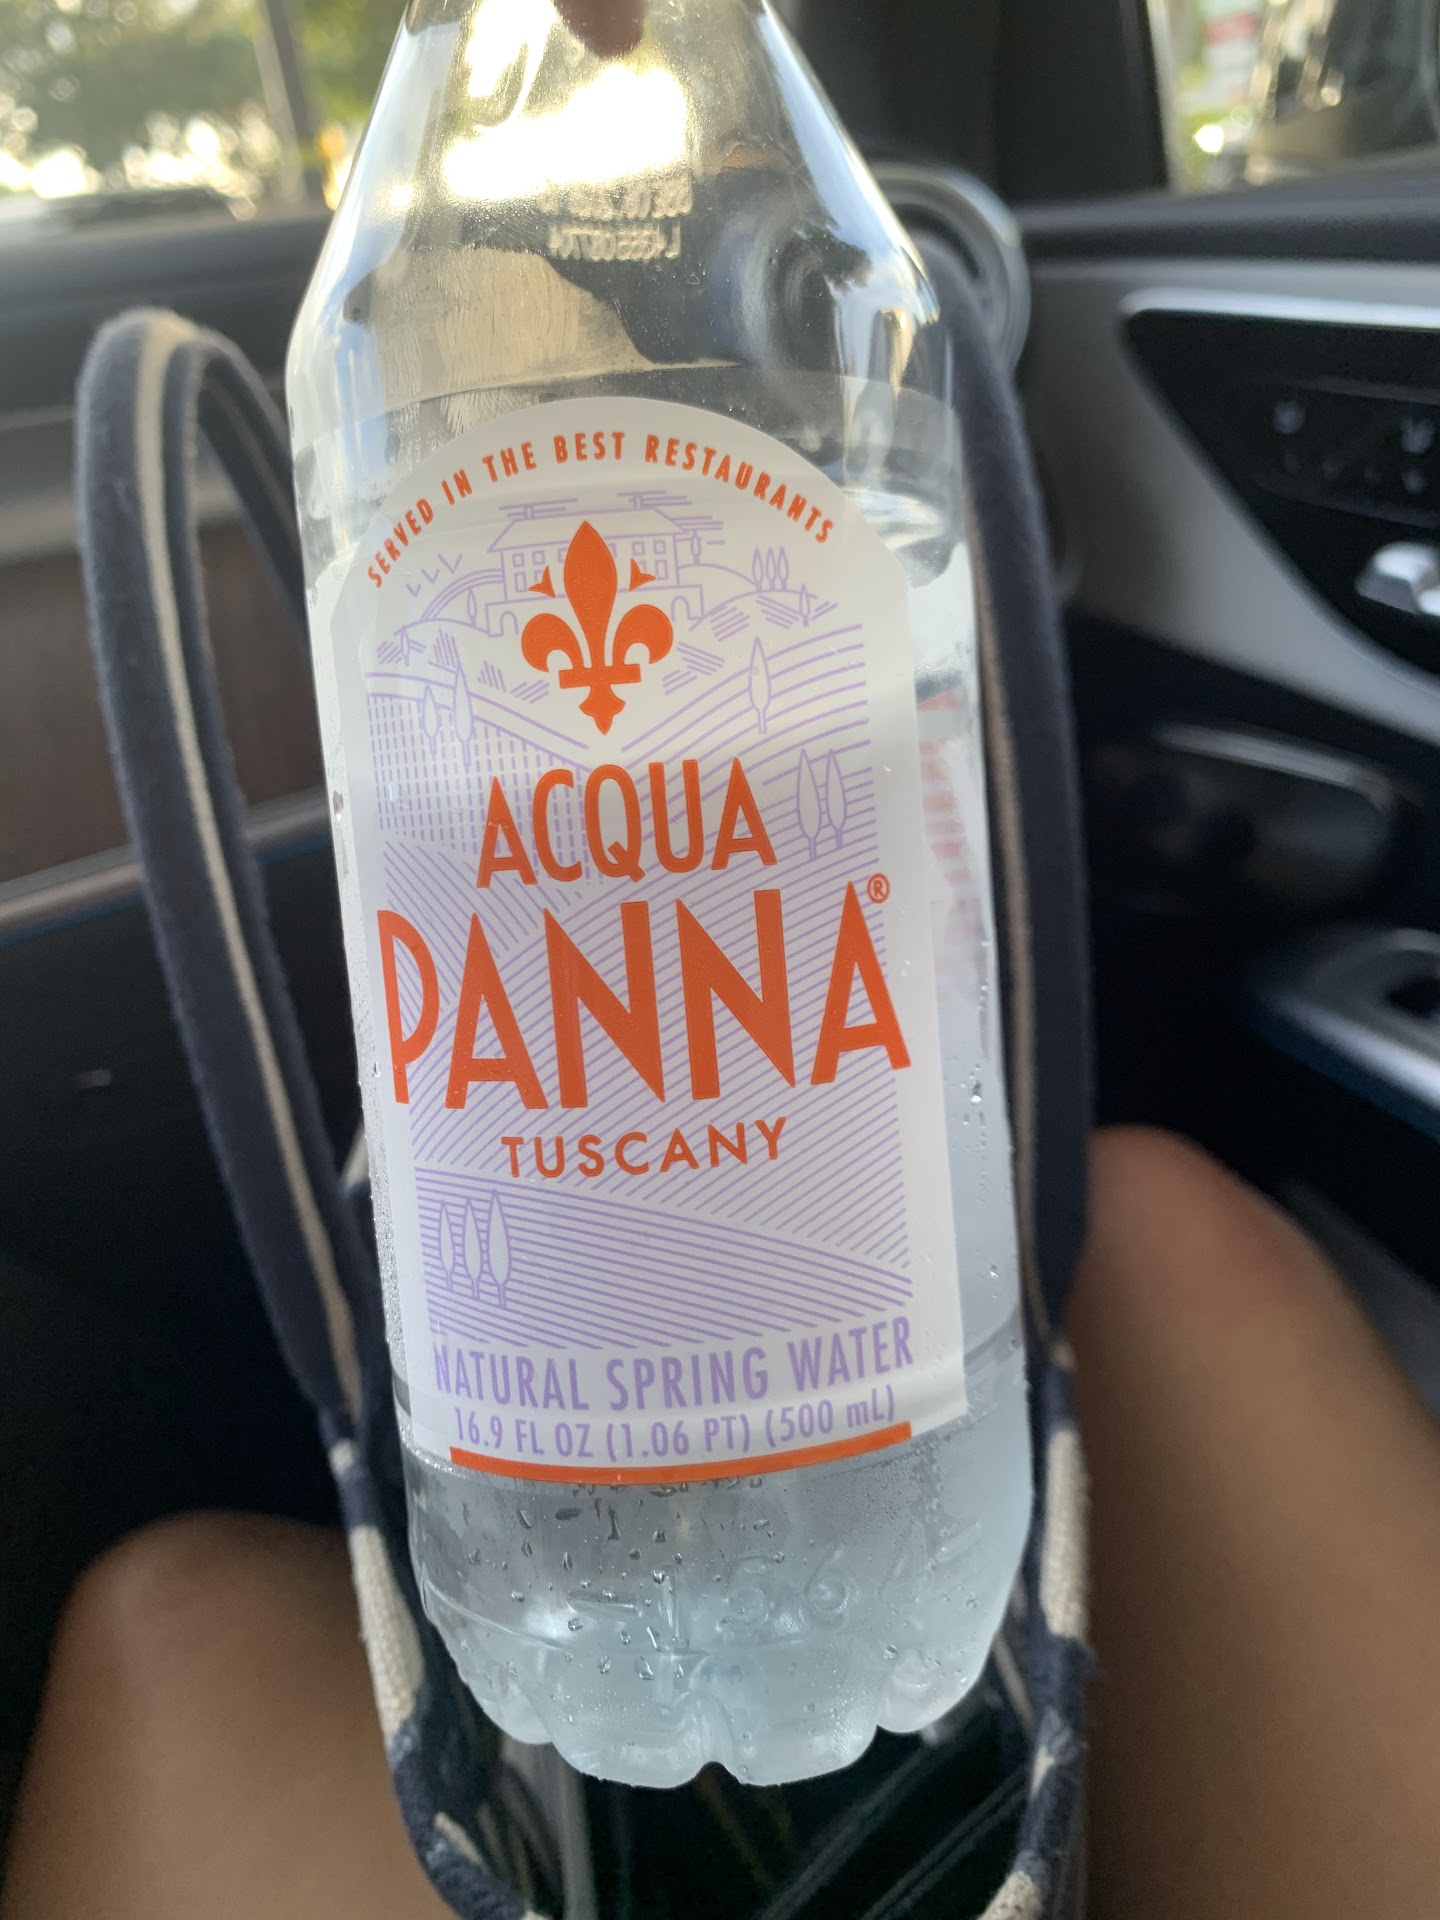 SERVED IN THE BEST RESTAURANTS
ACQUA
PANNA®
TUSCANY
NATURAL SPRING WATER
16.9 FL OZ (1.06 PT) (500 mL)